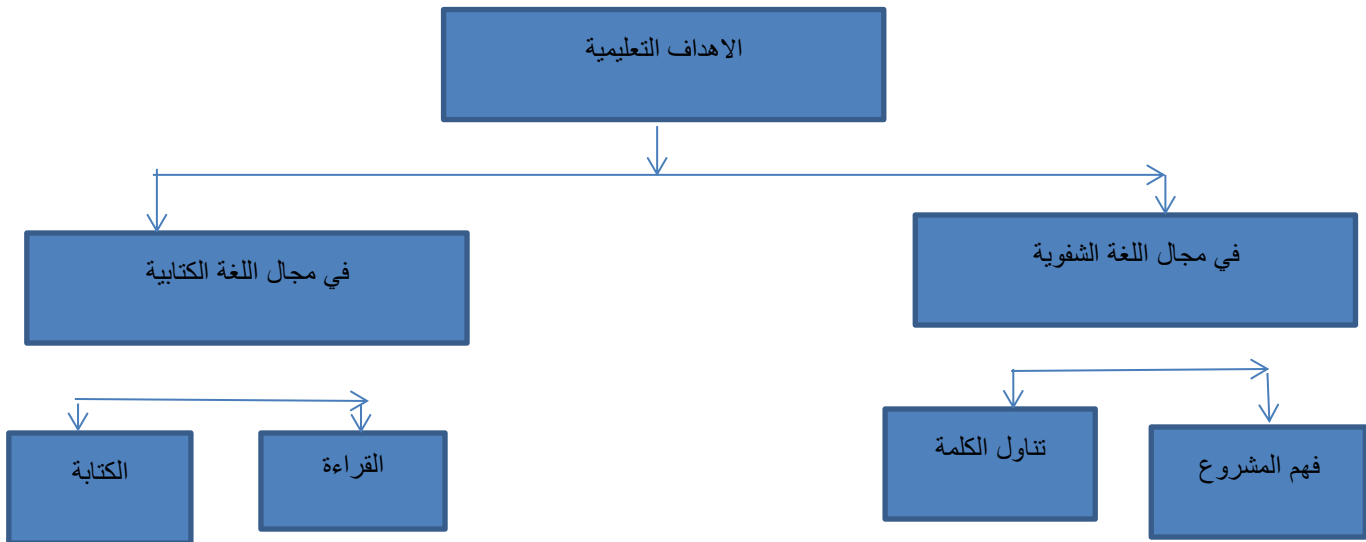 الاهداف التعليمية
في مجال اللغة الشفوية
في مجال اللغة الكتابية
فهم المشروع
تناول الكلمة
القراءة
الكتابة